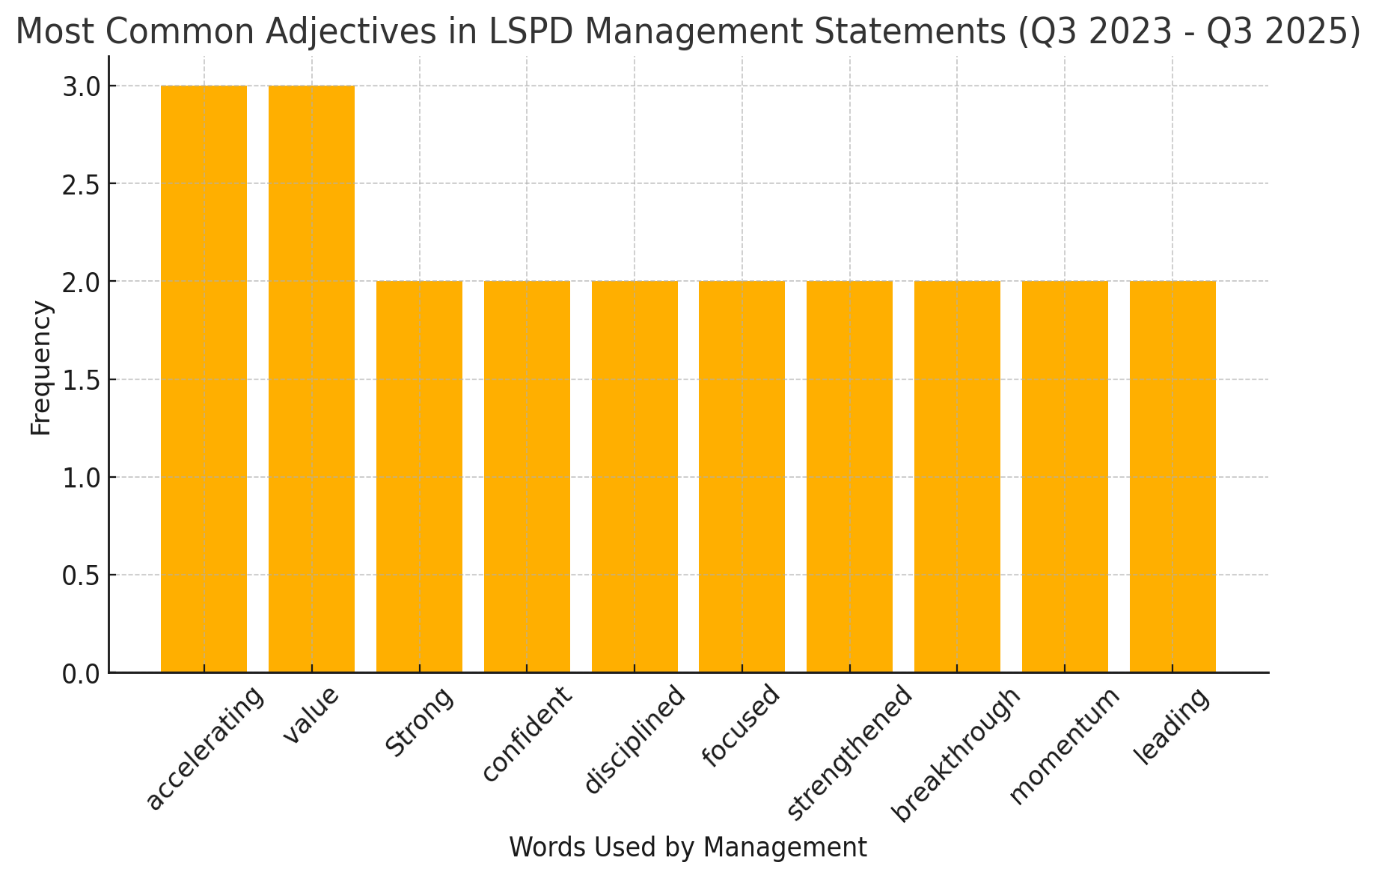 Most Common Adjectives in LSPD Management Statements (Q3 2023 - Q3 2025)
3.0
2.5
2.0
1.5
1.0
0.5
0.0
Frequency
accelerating
value
Strong
confident
disciplined
focused
strengthened
breakthrough
momentum
leading
Words Used by Management